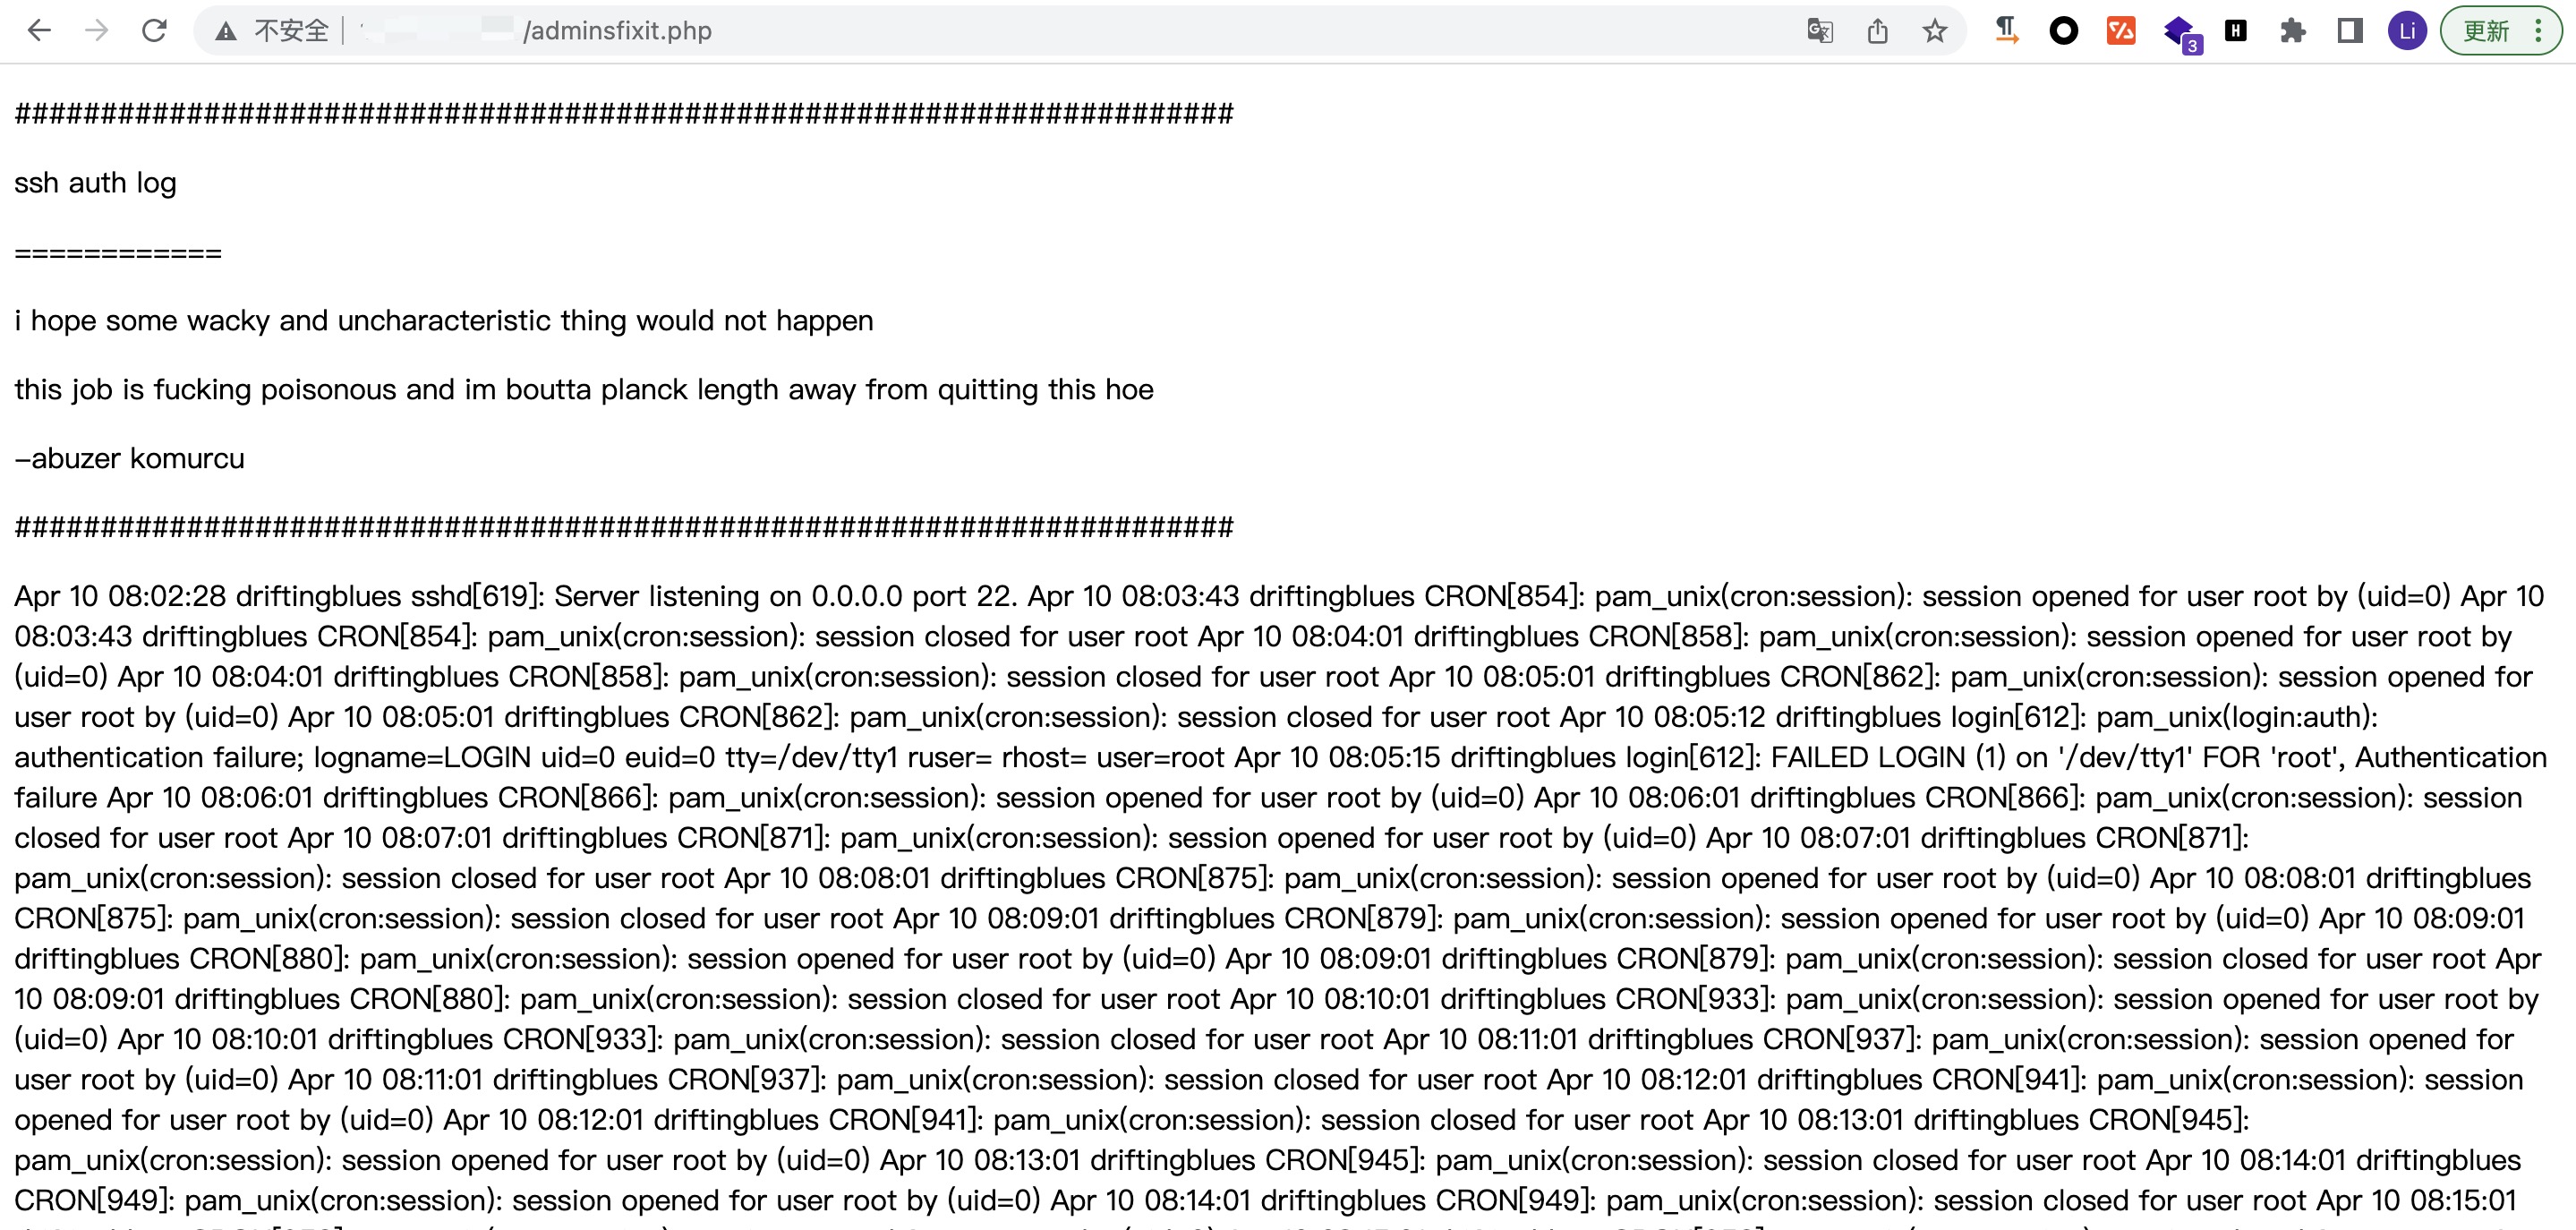 不安全 /adminsfixit.php
3
H
Li
更新
#######################################################################
ssh auth log
============
i hope some wacky and uncharacteristic thing would not happen
this job is fucking poisonous and im boutta planck length away from quitting this hoe
–abuzer komurcu
#######################################################################
Apr 10 08:02:28 driftingblues sshd[619]: Server listening on 0.0.0.0 port 22. Apr 10 08:03:43 driftingblues CRON[854]: pam_unix(cron:session): session opened for user root by (uid=0) Apr 10
08:03:43 driftingblues CRON[854]: pam_unix(cron:session): session closed for user root Apr 10 08:04:01 driftingblues CRON[858]: pam_unix(cron:session): session opened for user root by
(uid=0) Apr 10 08:04:01 driftingblues CRON[858]: pam_unix(cron:session): session closed for user root Apr 10 08:05:01 driftingblues CRON[862]: pam_unix(cron:session): session opened for
user root by (uid=0) Apr 10 08:05:01 driftingblues CRON[862]: pam_unix(cron:session): session closed for user root Apr 10 08:05:12 driftingblues login[612]: pam_unix(login:auth):
authentication failure; logname=LOGIN uid=0 euid=0 tty=/dev/tty1 ruser= rhost= user=root Apr 10 08:05:15 driftingblues login[612]: FAILED LOGIN (1) on '/dev/tty1' FOR 'root', Authentication
failure Apr 10 08:06:01 driftingblues CRON[866]: pam_unix(cron:session): session opened for user root by (uid=0) Apr 10 08:06:01 driftingblues CRON[866]: pam_unix(cron:session): session
closed for user root Apr 10 08:07:01 driftingblues CRON[871]: pam_unix(cron:session): session opened for user root by (uid=0) Apr 10 08:07:01 driftingblues CRON[871]:
pam_unix(cron:session): session closed for user root Apr 10 08:08:01 driftingblues CRON[875]: pam_unix(cron:session): session opened for user root by (uid=0) Apr 10 08:08:01 driftingblues
CRON[875]: pam_unix(cron:session): session closed for user root Apr 10 08:09:01 driftingblues CRON[879]: pam_unix(cron:session): session opened for user root by (uid=0) Apr 10 08:09:01
driftingblues CRON[880]: pam_unix(cron:session): session opened for user root by (uid=0) Apr 10 08:09:01 driftingblues CRON[879]: pam_unix(cron:session): session closed for user root Apr
10 08:09:01 driftingblues CRON[880]: pam_unix(cron:session): session closed for user root Apr 10 08:10:01 driftingblues CRON[933]: pam_unix(cron:session): session opened for user root by
(uid=0) Apr 10 08:10:01 driftingblues CRON[933]: pam_unix(cron:session): session closed for user root Apr 10 08:11:01 driftingblues CRON[937]: pam_unix(cron:session): session opened for
user root by (uid=0) Apr 10 08:11:01 driftingblues CRON[937]: pam_unix(cron:session): session closed for user root Apr 10 08:12:01 driftingblues CRON[941]: pam_unix(cron:session): session
opened for user root by (uid=0) Apr 10 08:12:01 driftingblues CRON[941]: pam_unix(cron:session): session closed for user root Apr 10 08:13:01 driftingblues CRON[945]:
pam_unix(cron:session): session opened for user root by (uid=0) Apr 10 08:13:01 driftingblues CRON[945]: pam_unix(cron:session): session closed for user root Apr 10 08:14:01 driftingblues
CRON[949]: pam_unix(cron:session): session opened for user root by (uid=0) Apr 10 08:14:01 driftingblues CRON[949]: pam_unix(cron:session): session closed for user root Apr 10 08:15:01